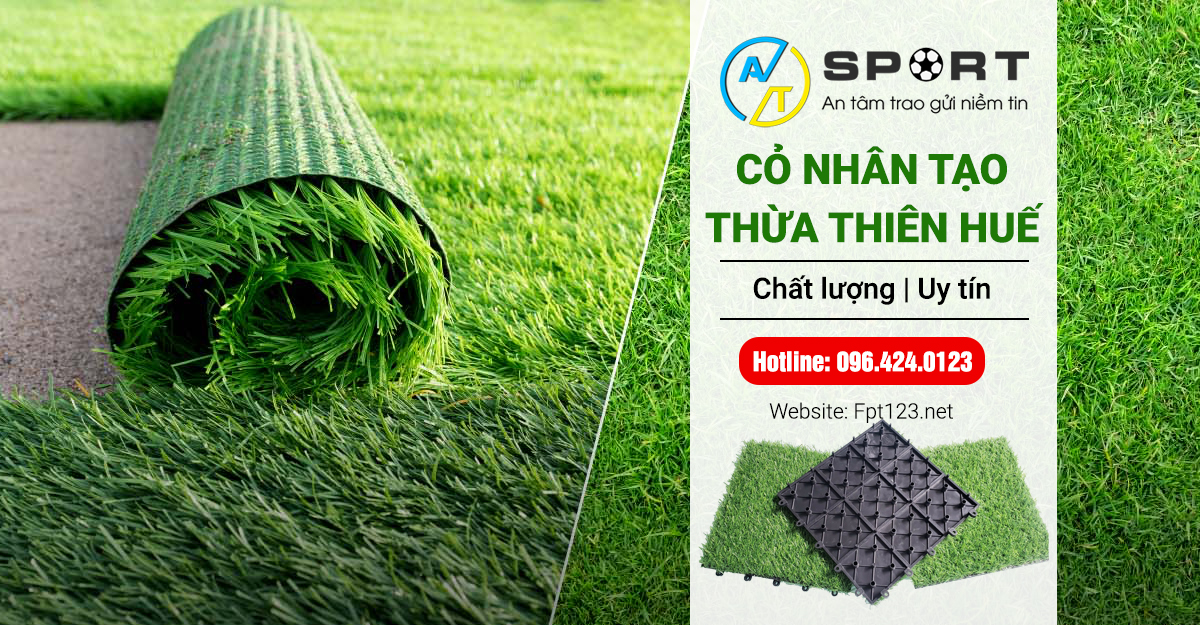 AVT SPORT
An tâm trao gửi niềm tin
CỎ NHÂN TẠO
THỪA THIÊN HUẾ
Chất lượng | Uy tín
Hotline: 096.424.0123
Website: Fpt123.net